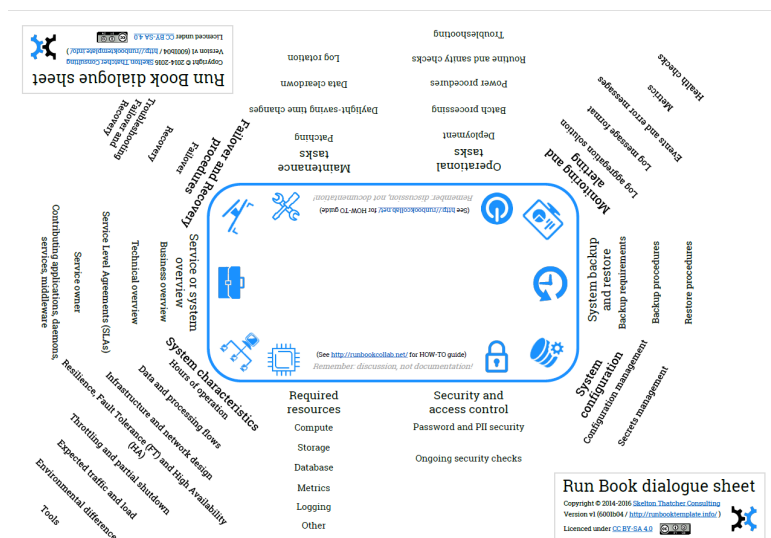 Run Book dialogue sheet
Copyright © 2014-2016 Skelton Thatcher Consulting
Version v1 (6001b04 / http://runbooktemplate.info/ )
Licenced under CC BY-SA 4.0
Failover and Recovery
procedures
Failover
Recovery
Troubleshooting
Failover and
Recovery
Maintenance
tasks
Patching
Daylight-saving time changes
Data cleardown
Log rotation
Operational
tasks
Deployment
Batch processing
Power procedures
Routine and sanity checks
Troubleshooting
Monitoring and
alerting
Log aggregation solution
Log message format
Events and error messages
Metrics
Health checks
Remember: discussion, not documentation!
(See http://runbookcollab.net/ for HOW-TO guide)
Service or system
overview
Business overview
Technical overview
Service Level Agreements (SLAs)
Service owner
Contributing applications, daemons,
services, middleware
System backup
and restore
Backup requirements
Backup procedures
Restore procedures
System characteristics
Hours of operation
Data and processing flows
Infrastructure and network design
Resilience, Fault Tolerance (FT) and High Availability
(HA)
Throttling and partial shutdown
Expected traffic and load
Environmental difference
Tools
(See http://runbookcollab.net/ for HOW-TO guide)
Remember: discussion, not documentation!
Required
resources
Compute
Storage
Database
Metrics
Logging
Other
Security and
access control
Password and PII security
Ongoing security checks
System
configuration
Configuration management
Secrets management
Run Book dialogue sheet
Copyright © 2014-2016 Skelton Thatcher Consulting
Version v1 (6001b04 / http://runbooktemplate.info/ )
Licenced under CC BY-SA 4.0